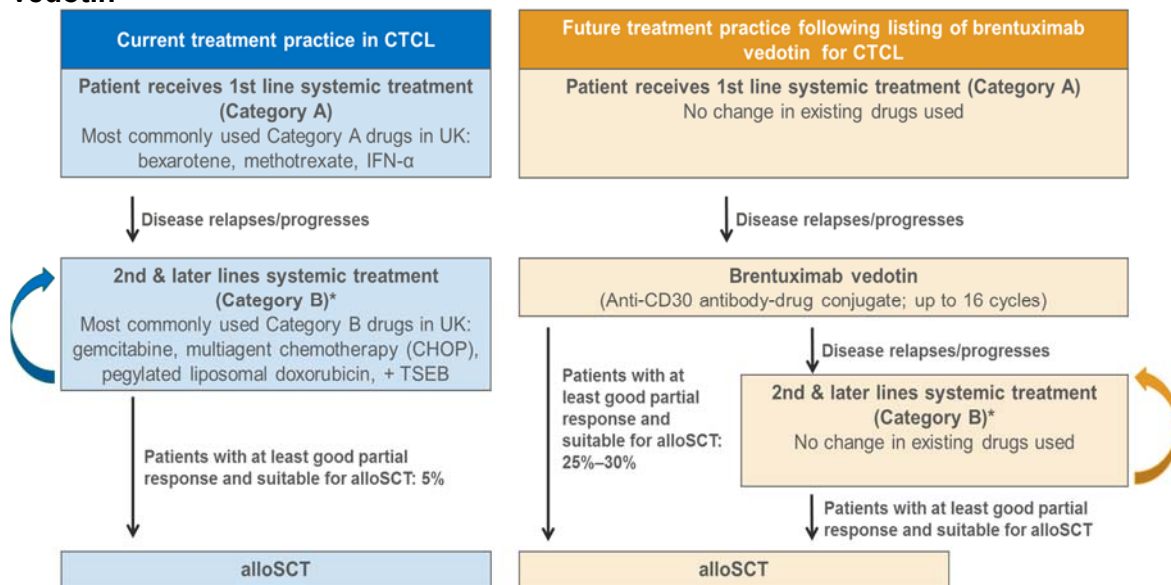 vedotin
Current treatment practice in CTCL
Patient receives 1st line systemic treatment
(Category A)
Most commonly used Category A drugs in UK:
bexarotene, methotrexate, IFN-α
Disease relapses/progresses
2nd & later lines systemic treatment
(Category B)*
Most commonly used Category B drugs in UK:
gemcitabine, multiagent chemotherapy (CHOP),
pegylated liposomal doxorubicin, + TSEB
Patients with at least good partial
response and suitable for alloSCT: 5%
alloSCT
Future treatment practice following listing of brentuximab
vedotin for CTCL
Patient receives 1st line systemic treatment (Category A)
No change in existing drugs used
Disease relapses/progresses
Brentuximab vedotin
(Anti-CD30 antibody-drug conjugate; up to 16 cycles)
Patients with at
least good partial
response and
suitable for alloSCT:
25%–30%
Disease relapses/progresses
2nd & later lines systemic treatment
(Category B)*
No change in existing drugs used
Patients with at least good partial
response and suitable for alloSCT
alloSCT